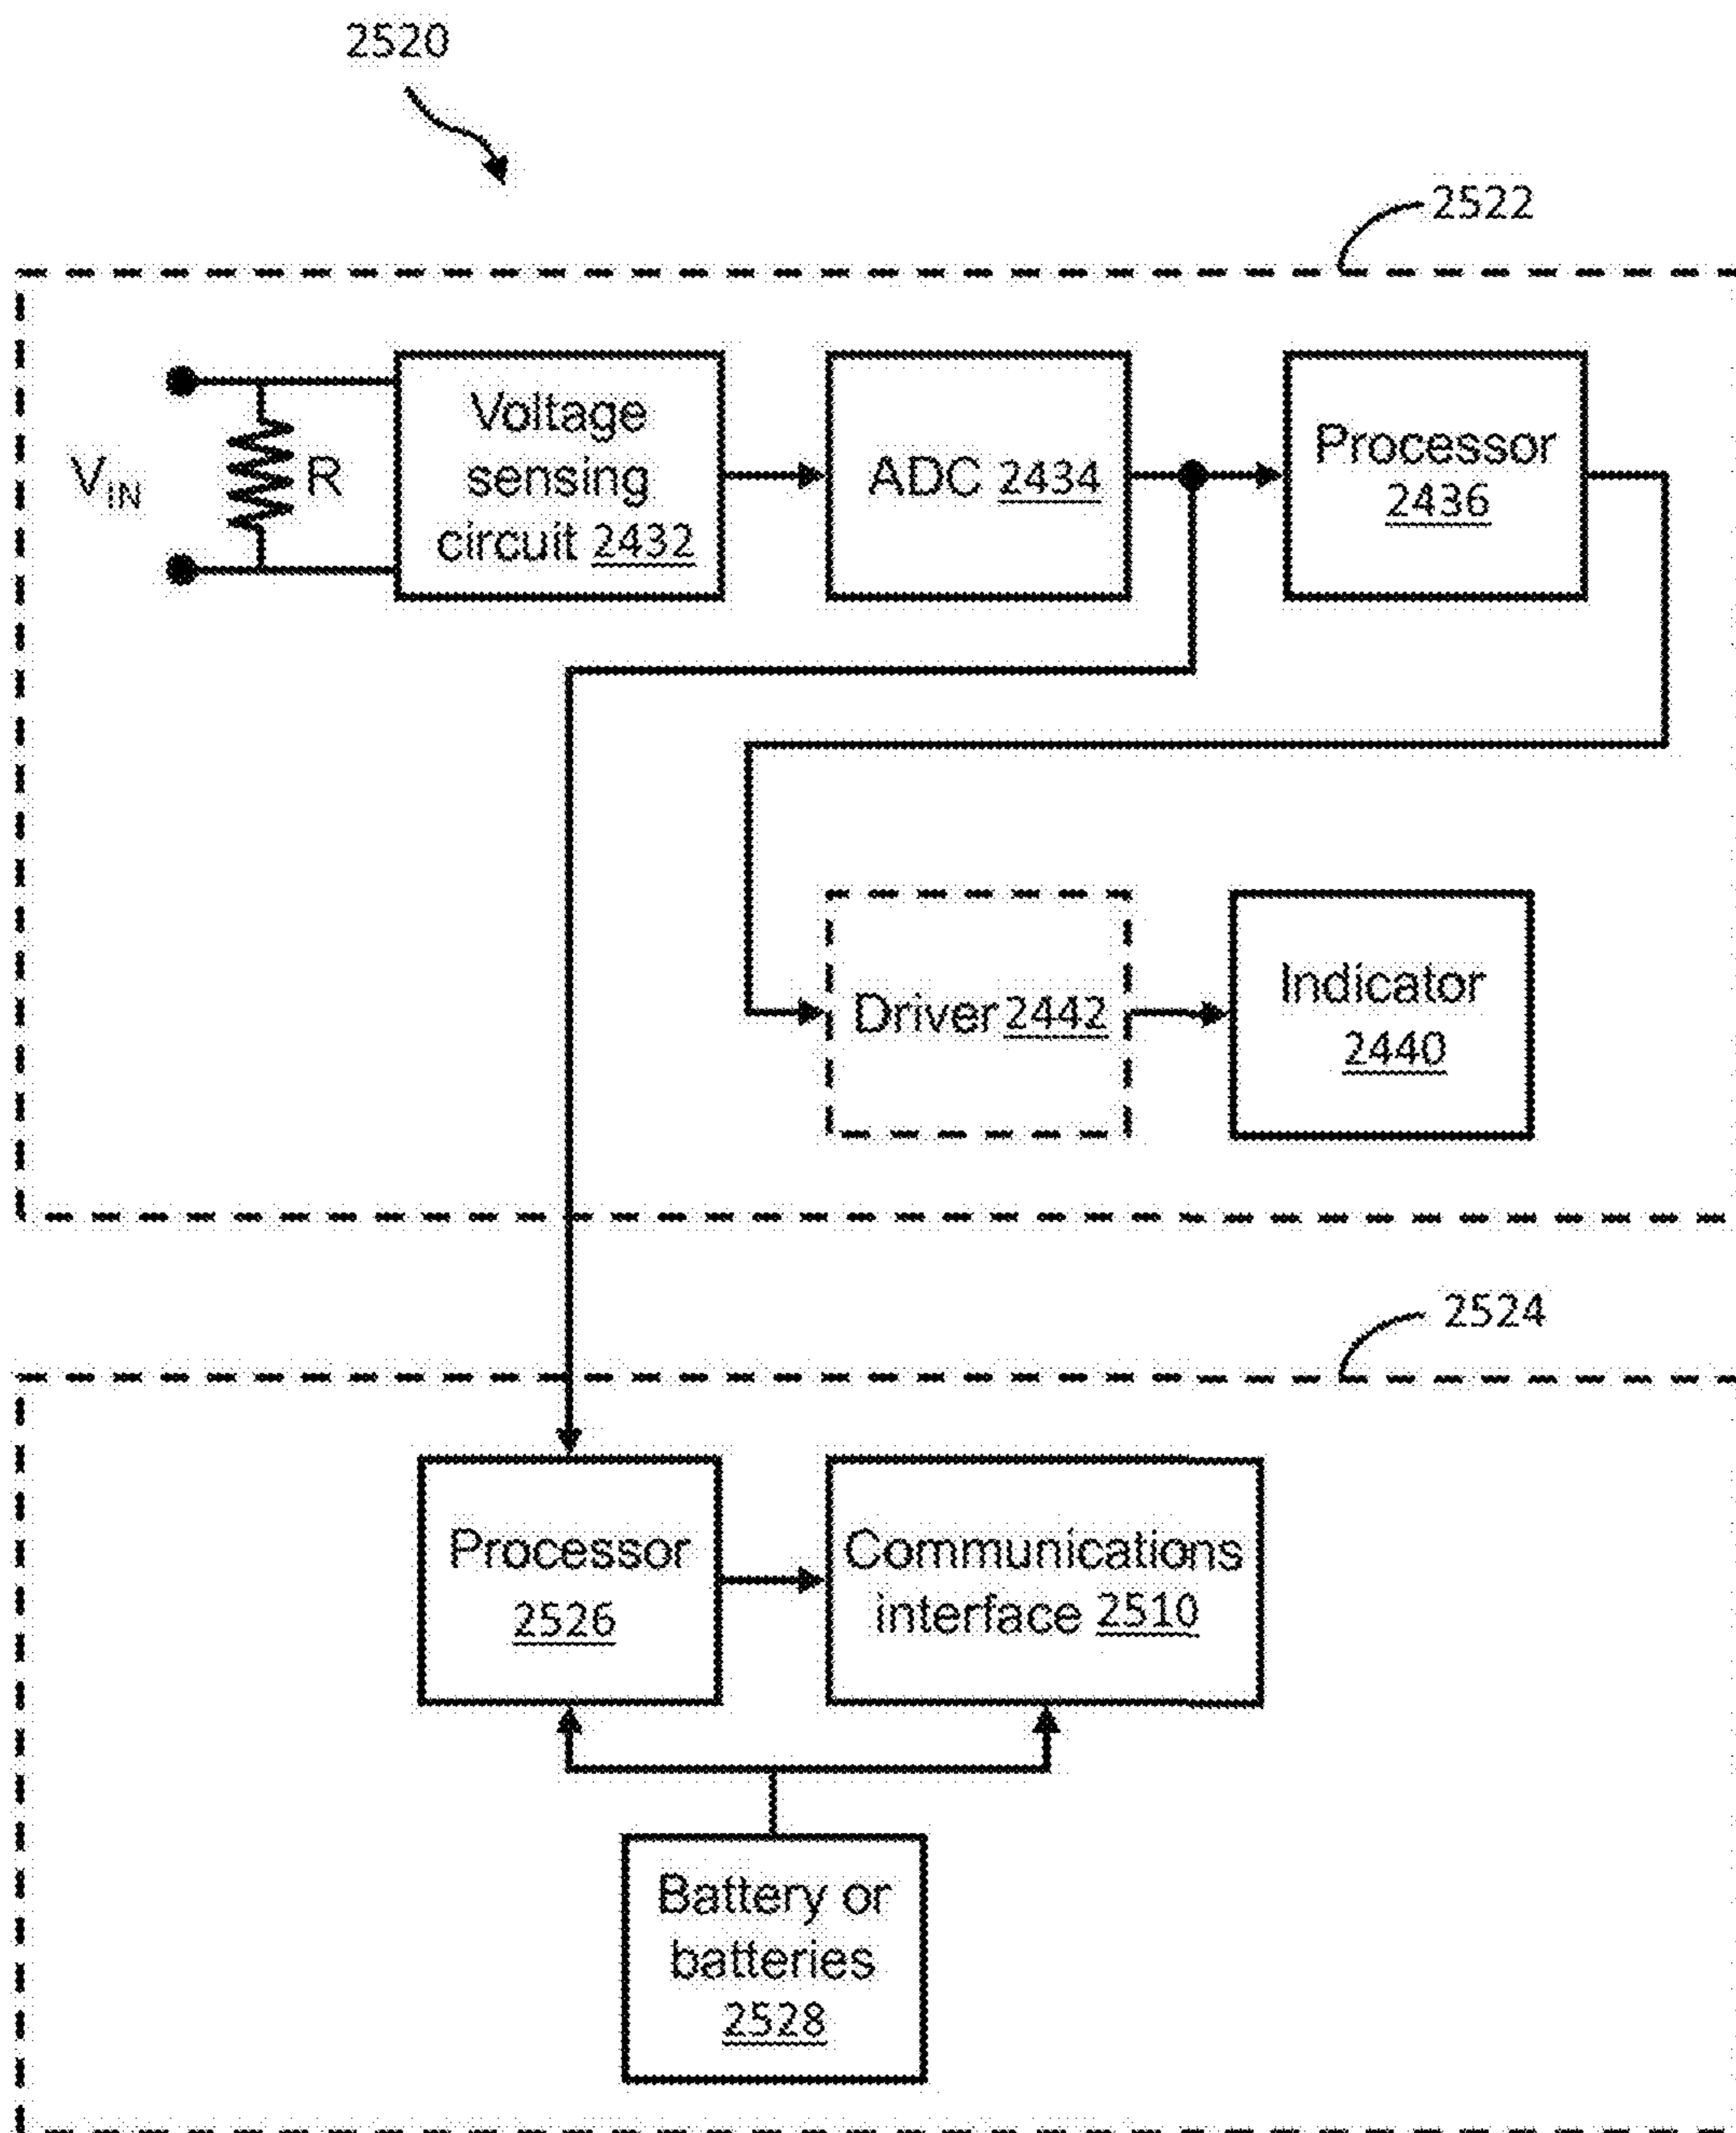 2520
2522
Voltage
sensing
circuit 2432
ADC 2434
Processor
2436
V_IN
R
Driver 2442
Indicator
2440
2524
Processor
2526
Communications
interface 2510
Battery or
batteries
2528